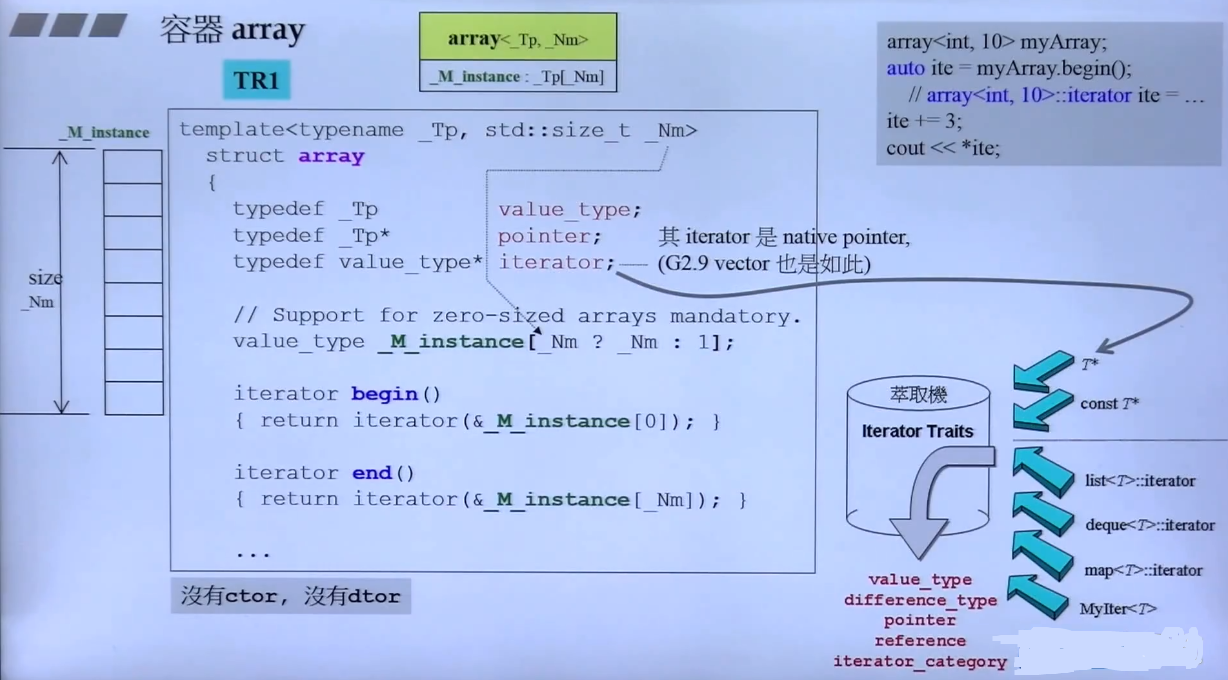 容器 array
TR1
array<_Tp, _Nm>
_M_instance : _Tp[_Nm]
array<int, 10> myArray;
auto ite = myArray.begin();
// array<int, 10>::iterator ite = …
ite += 3;
cout << *ite;
_M_instance
size
_Nm
template<typename _Tp, std::size_t _Nm>
struct array
{
typedef _Tp value_type;
typedef _Tp* pointer;
typedef value_type* iterator;
其 iterator 是 native pointer,
(G2.9 vector 也是如此)
// Support for zero-sized arrays mandatory.
value_type _M_instance[_Nm ? _Nm : 1];
iterator begin()
{ return iterator(&_M_instance[0]); }
iterator end()
{ return iterator(&_M_instance[_Nm]); }
...
沒有ctor, 沒有dtor
萃取機
Iterator Traits
T*
const T*
list<T>::iterator
deque<T>::iterator
map<T>::iterator
MyIter<T>
value_type
difference_type
pointer
reference
iterator_category